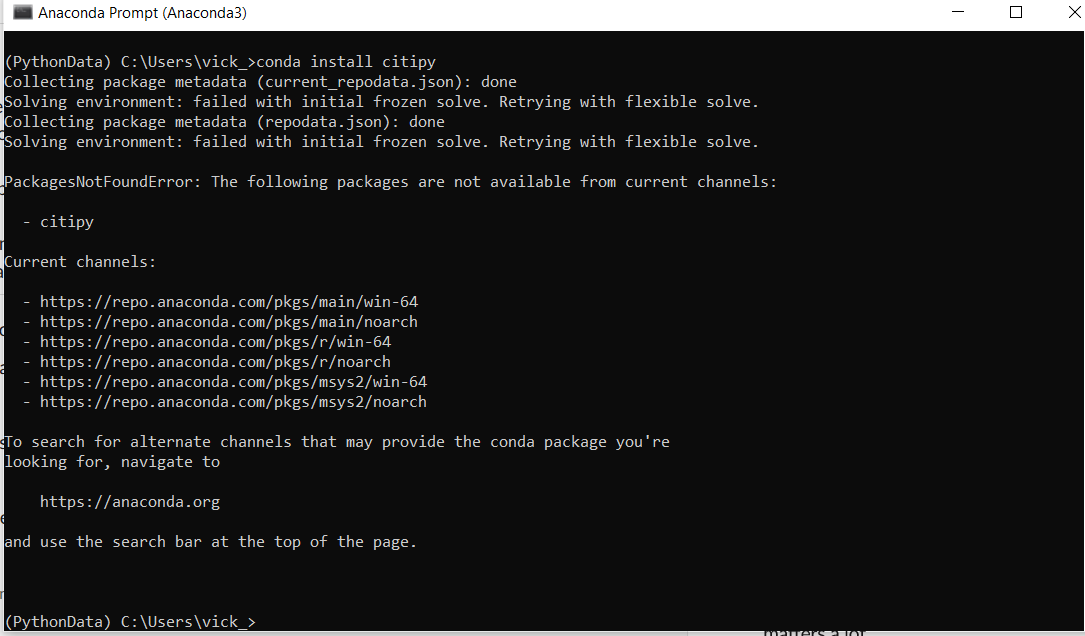 Anaconda Prompt (Anaconda3)
(PythonData) C:\Users\vick_>conda install citipy
Collecting package metadata (current_repodata.json): done
Solving environment: failed with initial frozen solve. Retrying with flexible solve.
Collecting package metadata (repodata.json): done
Solving environment: failed with initial frozen solve. Retrying with flexible solve.
PackagesNotFoundError: The following packages are not available from current channels:
- citipy
Current channels:
- https://repo.anaconda.com/pkgs/main/win-64
- https://repo.anaconda.com/pkgs/main/noarch
- https://repo.anaconda.com/pkgs/r/win-64
- https://repo.anaconda.com/pkgs/r/noarch
- https://repo.anaconda.com/pkgs/msys2/win-64
- https://repo.anaconda.com/pkgs/msys2/noarch
To search for alternate channels that may provide the conda package you're
looking for, navigate to
https://anaconda.org
and use the search bar at the top of the page.
(PythonData) C:\Users\vick_>